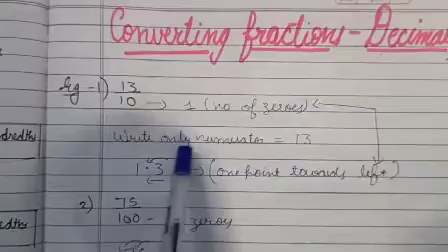 Converting fractions - Decima
Eg - 1) 13
10 → 1 (no of zeroes)
Write only numerator = 13
1.3 → (one point towards left)
2) 75
100 - zeroes